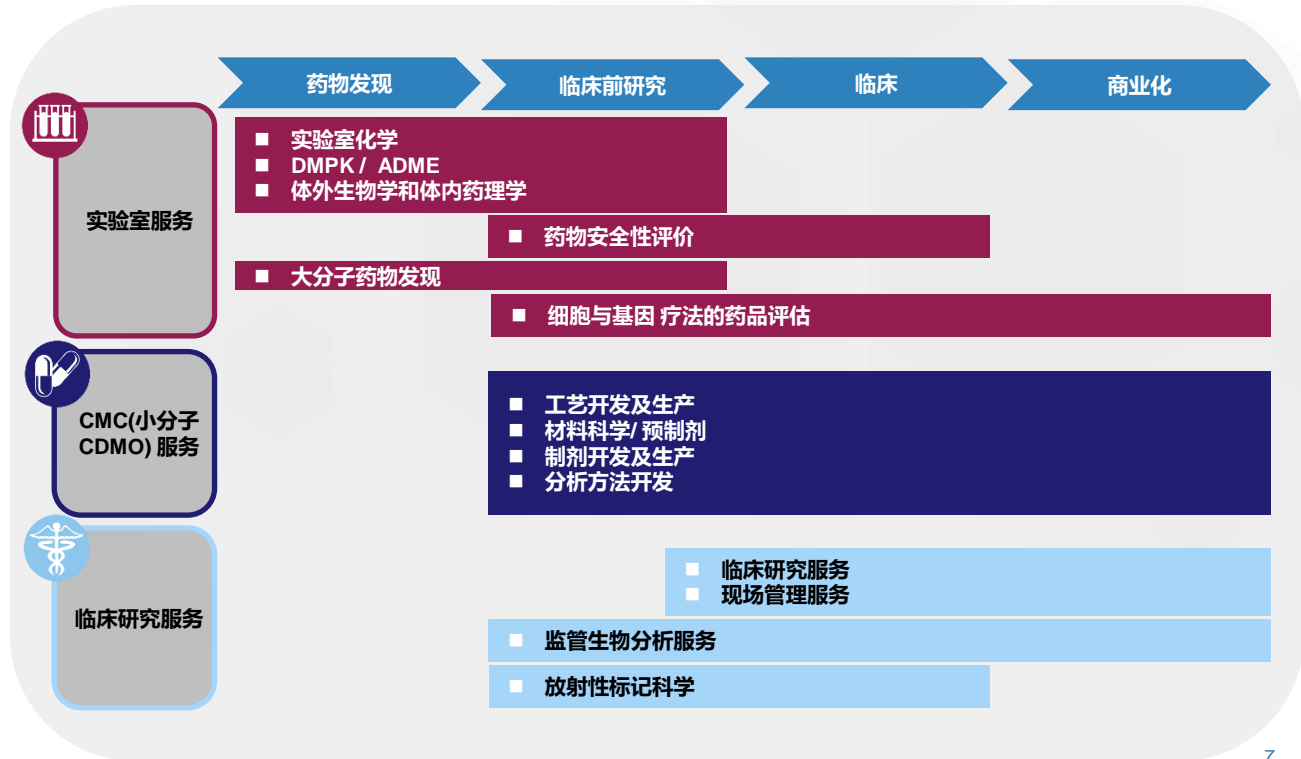 药物发现
临床前研究
临床
商业化
实验室服务
■ 实验室化学
■ DMPK / ADME
■ 体外生物学和体内药理学
■ 药物安全性评价
■ 大分子药物发现
■ 细胞与基因 疗法的药品评估
CMC(小分子
CDMO) 服务
■ 工艺开发及生产
■ 材料科学/ 预制剂
■ 制剂开发及生产
■ 分析方法开发
临床研究服务
■ 临床研究服务
■ 现场管理服务
■ 监管生物分析服务
■ 放射性标记科学
7